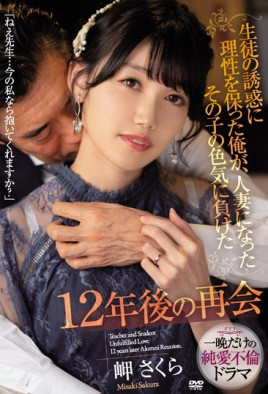 生徒の誘惑に
理性を保った俺が、人妻になった
その子の色気に負けた
「ねぇ先生…今の私なら抱いてくれますか？」
12年後の再会
Teacher and Student
Unfulfilled Love,
12 years later Alumni Reunion.
岬さくら
Misaki Sakura
一晩だけの
純愛不倫
ドラマ
DVD